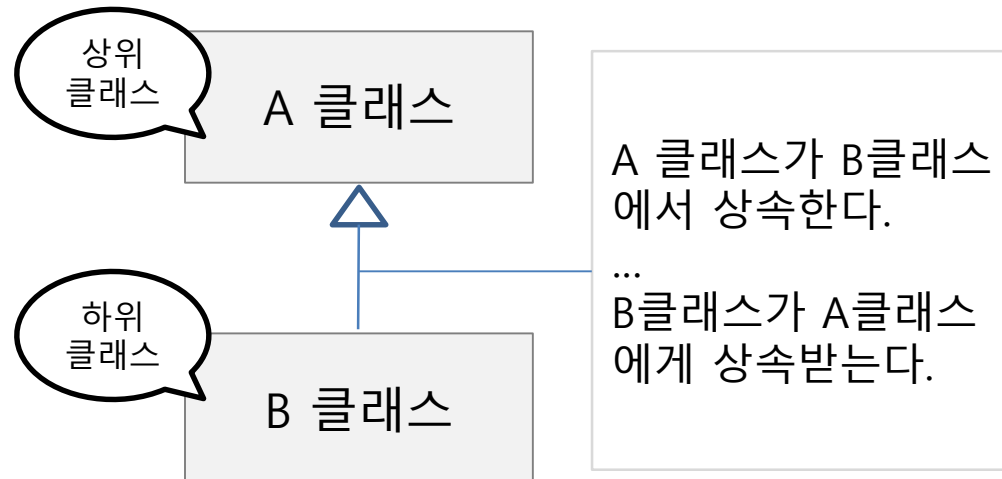 상위
클래스
A 클래스
A 클래스가 B클래스
에서 상속한다.
...
B클래스가 A클래스
에게 상속받는다.
하위
클래스
B 클래스